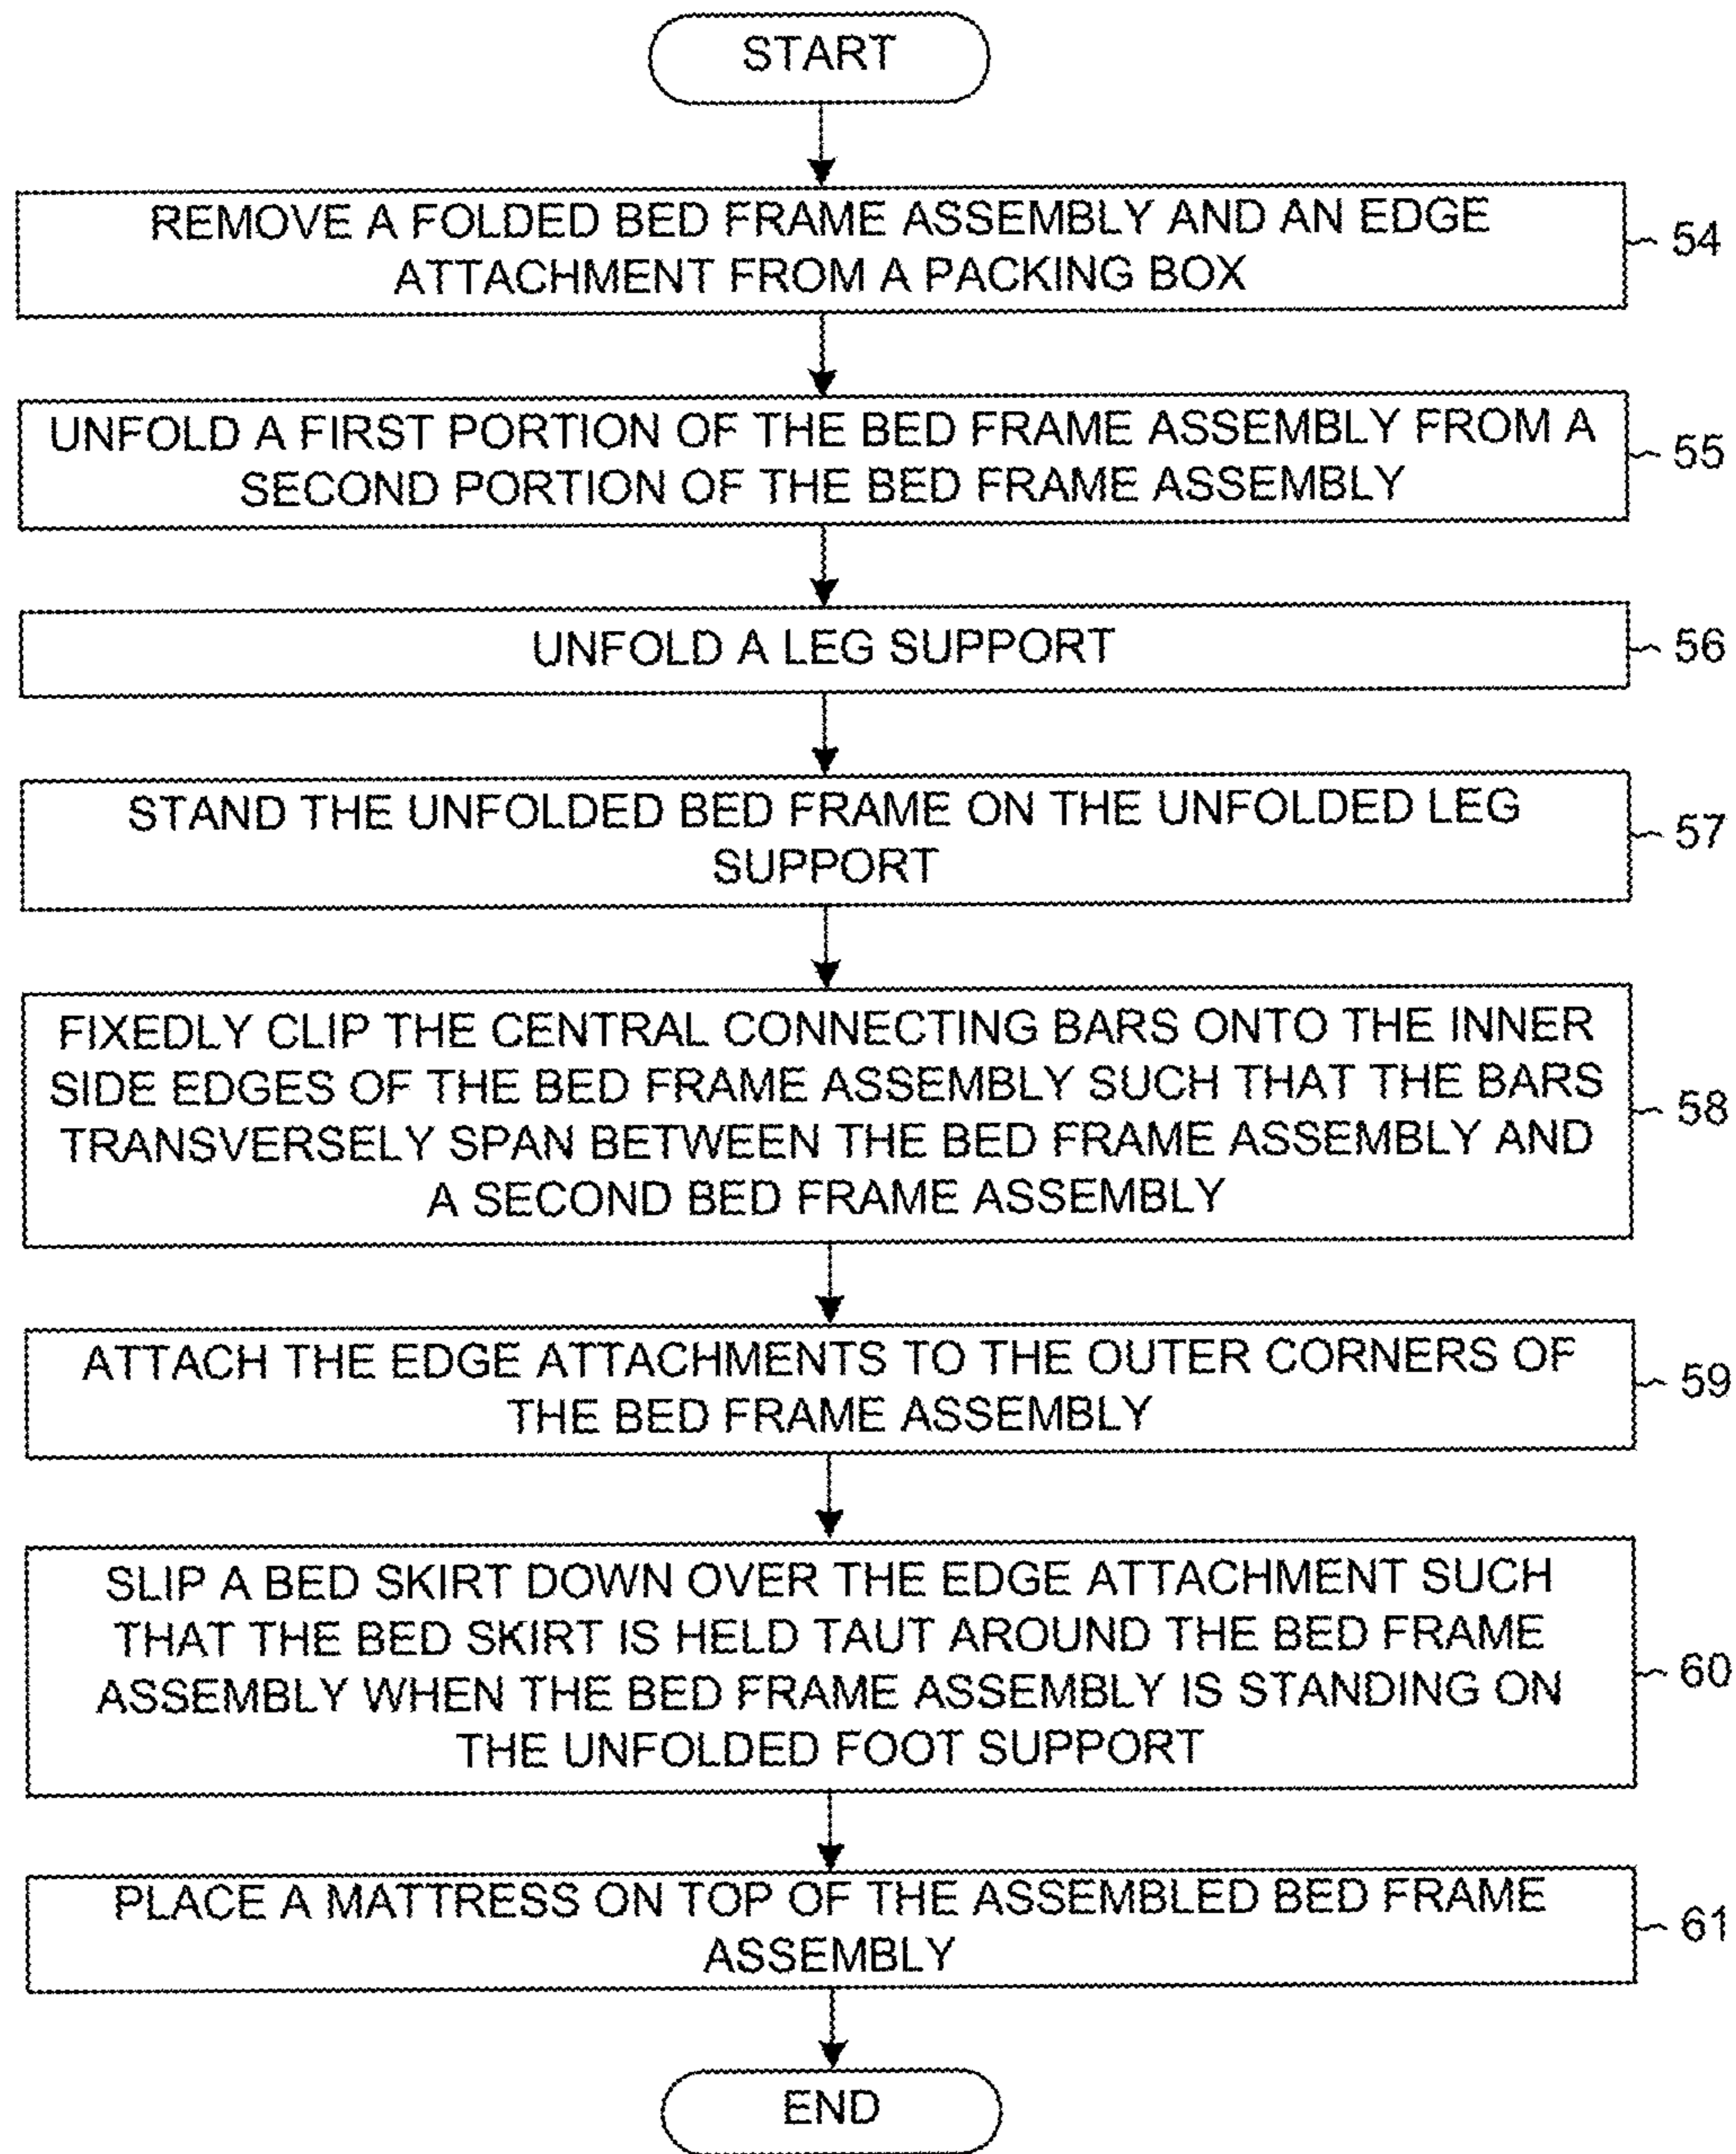 START
REMOVE A FOLDED BED FRAME ASSEMBLY AND AN EDGE
ATTACHMENT FROM A PACKING BOX
54
UNFOLD A FIRST PORTION OF THE BED FRAME ASSEMBLY FROM A
SECOND PORTION OF THE BED FRAME ASSEMBLY
55
UNFOLD A LEG SUPPORT
56
STAND THE UNFOLDED BED FRAME ON THE UNFOLDED LEG
SUPPORT
57
FIXEDLY CLIP THE CENTRAL CONNECTING BARS ONTO THE INNER
SIDE EDGES OF THE BED FRAME ASSEMBLY SUCH THAT THE BARS
TRANSVERSELY SPAN BETWEEN THE BED FRAME ASSEMBLY AND
A SECOND BED FRAME ASSEMBLY
58
ATTACH THE EDGE ATTACHMENTS TO THE OUTER CORNERS OF
THE BED FRAME ASSEMBLY
59
SLIP A BED SKIRT DOWN OVER THE EDGE ATTACHMENT SUCH
THAT THE BED SKIRT IS HELD TAUT AROUND THE BED FRAME
ASSEMBLY WHEN THE BED FRAME ASSEMBLY IS STANDING ON
THE UNFOLDED FOOT SUPPORT
60
PLACE A MATTRESS ON TOP OF THE ASSEMBLED BED FRAME
ASSEMBLY
61
END